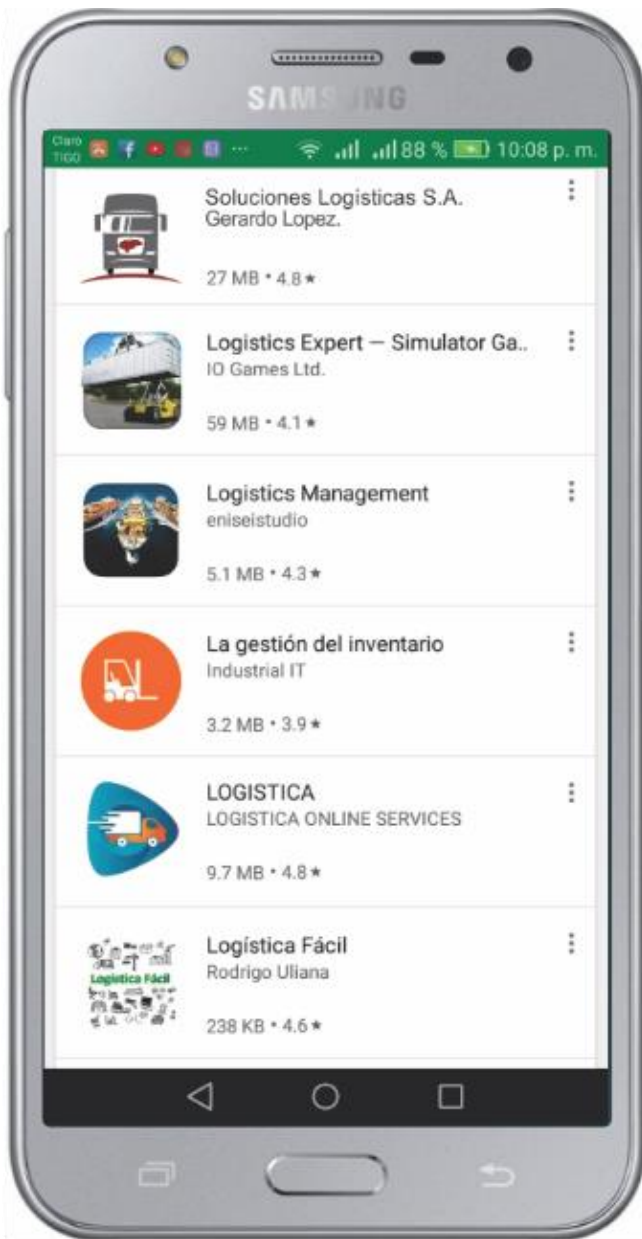 SAMSUNG
Claro
TIGO
... 88 % 10:08 p. m.
Soluciones Logisticas S.A.
Gerardo Lopez.
27 MB • 4.8★
Logistics Expert — Simulator Ga..
IO Games Ltd.
59 MB • 4.1★
Logistics Management
eniseistudio
5.1 MB • 4.3★
La gestión del inventario
Industrial IT
3.2 MB • 3.9★
LOGISTICA
LOGISTICA ONLINE SERVICES
9.7 MB • 4.8★
Logística Fácil
Rodrigo Uliana
Logística Fácil
238 KB • 4.6★